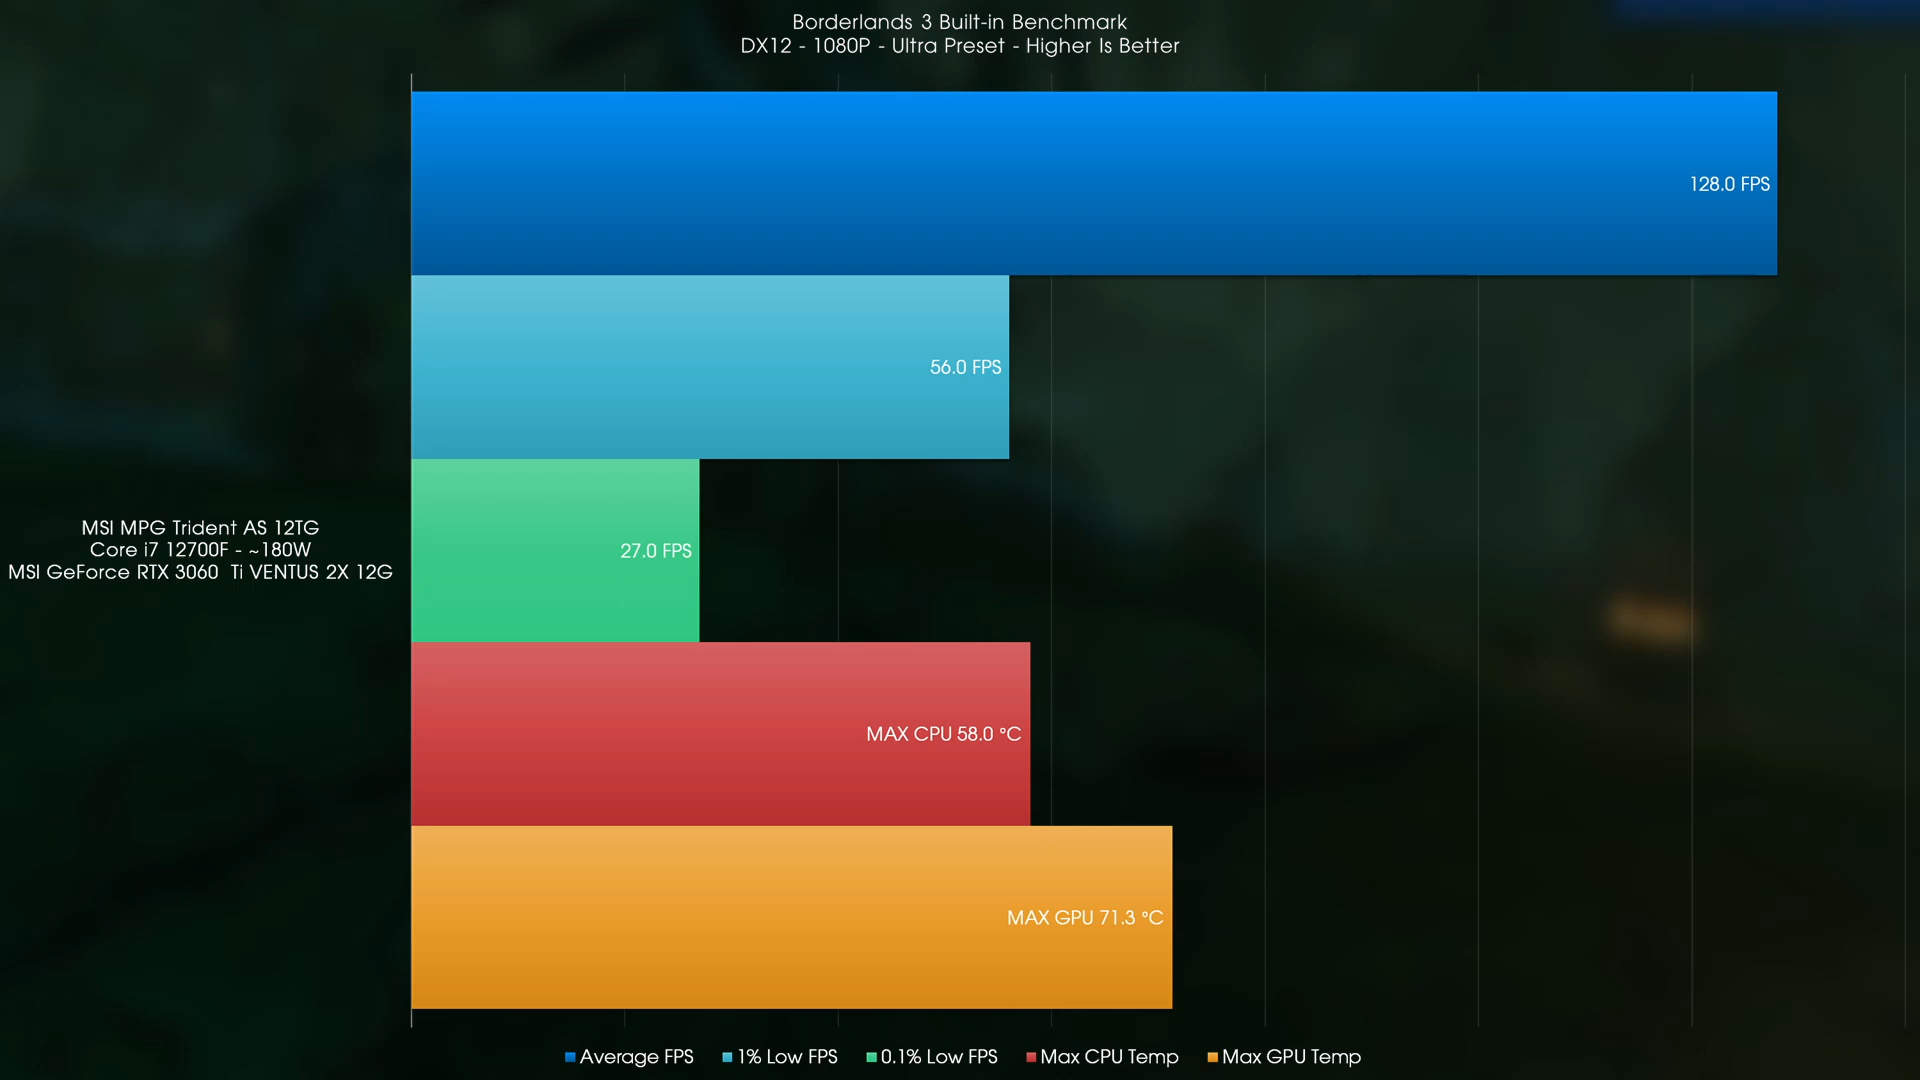 Borderlands 3 Built-in Benchmark
DX12 - 1080P - Ultra Preset - Higher Is Better
128.0 FPS
56.0 FPS
27.0 FPS
MSI MPG Trident AS 12TG
Core i7 12700F - ~180W
MSI GeForce RTX 3060  Ti VENTUS 2X 12G
MAX CPU 58.0 °C
MAX GPU 71.3 °C
Average FPS 1% Low FPS 0.1% Low FPS Max CPU Temp Max GPU Temp